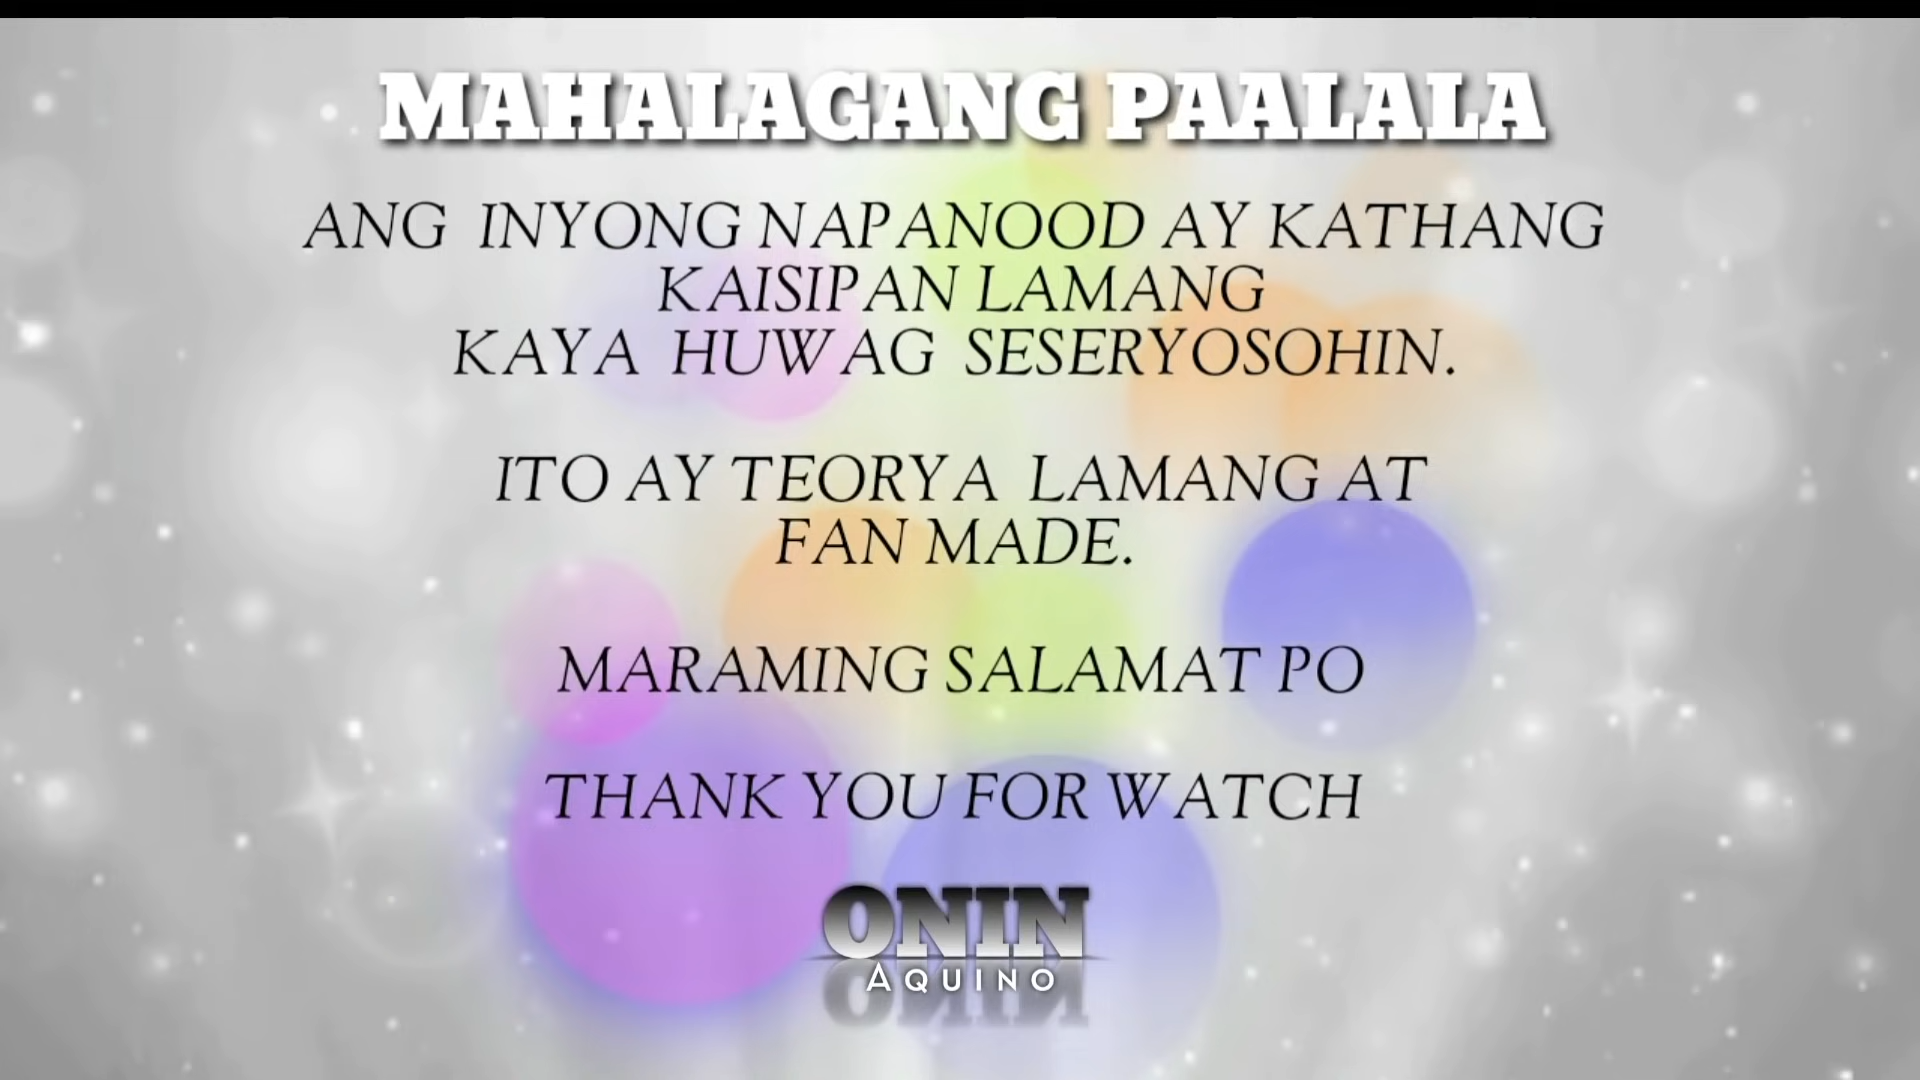 MAHALAGANG PAALALA
ANG INYONG NAPANOOD AY KATHANG
KAISIPAN LAMANG
KAYA HUWAG SESERYOSOHIN.
ITO AY TEORYA LAMANG AT
FAN MADE.
MARAMING SALAMAT PO
THANK YOU FOR WATCH
ONIN
AQUINO